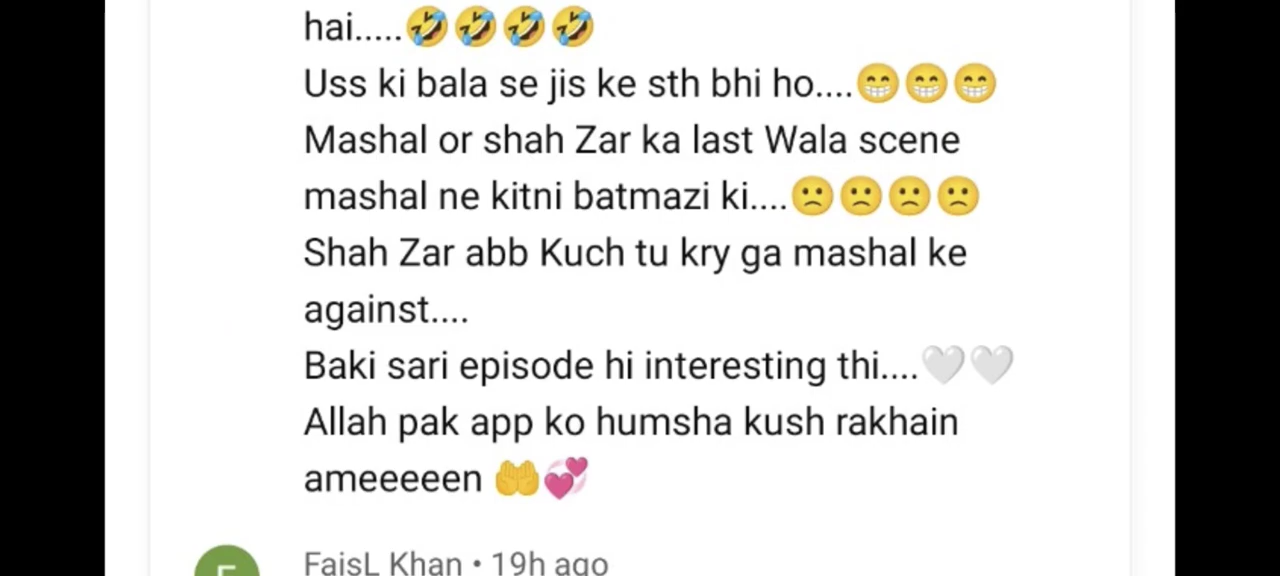 hai.....🤣🤣🤣🤣
Uss ki bala se jis ke sth bhi ho....😁😁😁
Mashal or shah Zar ka last Wala scene
mashal ne kitni batmazi ki....🙁🙁🙁🙁
Shah Zar abb Kuch tu kry ga mashal ke
against....
Baki sari episode hi interesting thi....🤍🤍
Allah pak app ko humsha kush rakhain
ameeeeen 🤲💞
FaisL Khan • 19h ago